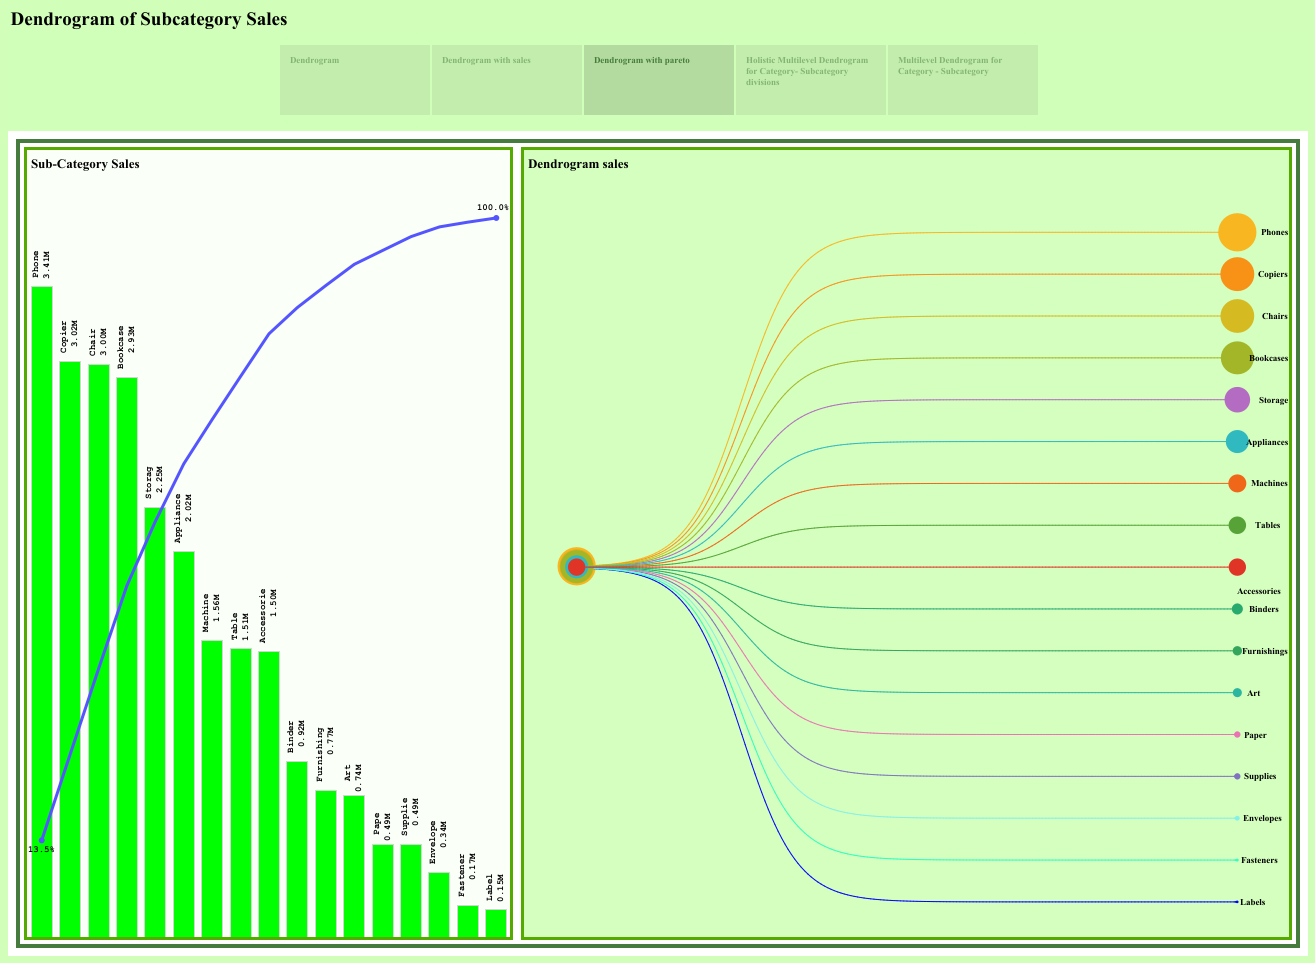 Dendrogram of Subcategory Sales
Dendrogram
Dendrogram with sales
Dendrogram with pareto
Holistic Multilevel Dendrogram
for Category- Subcategory
divisions
Multilevel Dendrogram for
Category - Subcategory
Sub-Category Sales
100.0%
13.5%
Phone
3.41M
Copier
3.02M
Chair
3.00M
Bookcase
2.93M
Storag
2.25M
Appliance
2.02M
Machine
1.56M
Table
1.51M
Accessorie
1.50M
Binder
0.92M
Furnishing
0.77M
Art
0.74M
Pape
0.49M
Supplie
0.49M
Envelope
0.34M
Fastener
0.17M
Label
0.15M
Dendrogram sales
Phones
Copiers
Chairs
Bookcases
Storage
Appliances
Machines
Tables
Accessories
Binders
Furnishings
Art
Paper
Supplies
Envelopes
Fasteners
Labels